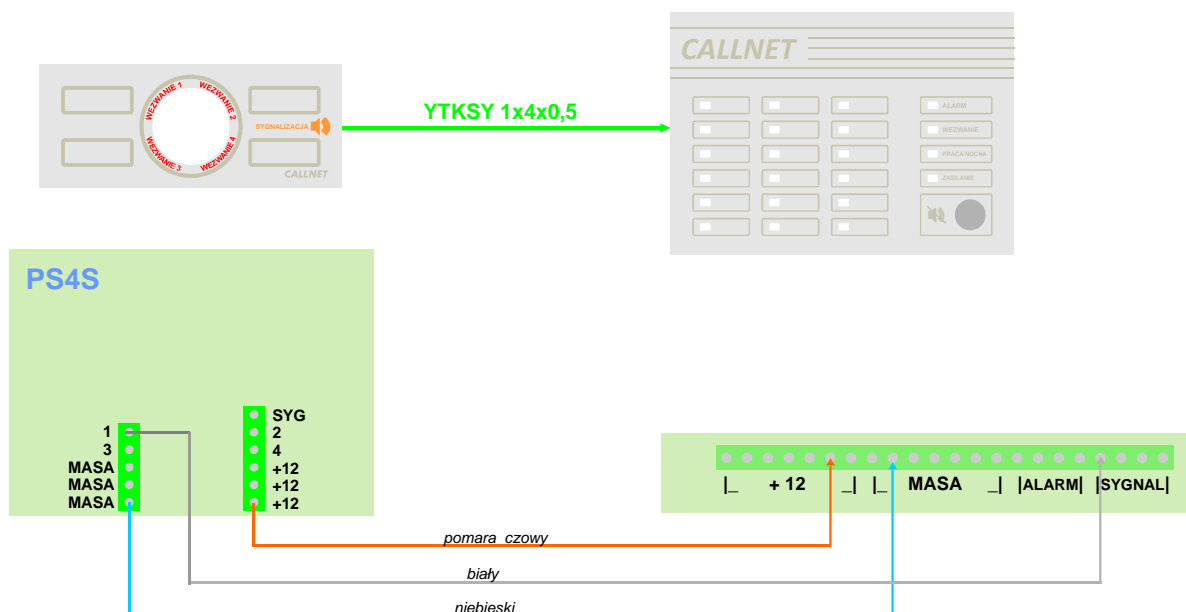 CALLNET
WEZWANIE 1
WEZWANIE 2
SYGNALIZACJA
WEZWANIE 3
WEZWANIE 4
CALLNET
YTKSY 1x4x0,5
ALARM
WEZWANIE
PRACA NOCNA
ZASILANIE
PS4S
SYG
1
2
3
4
MASA
+12
MASA
+12
MASA
+12
|_ + 12 _| |_ MASA _| |ALARM| |SYGNAL|
pomara czowy
biały
niebieski